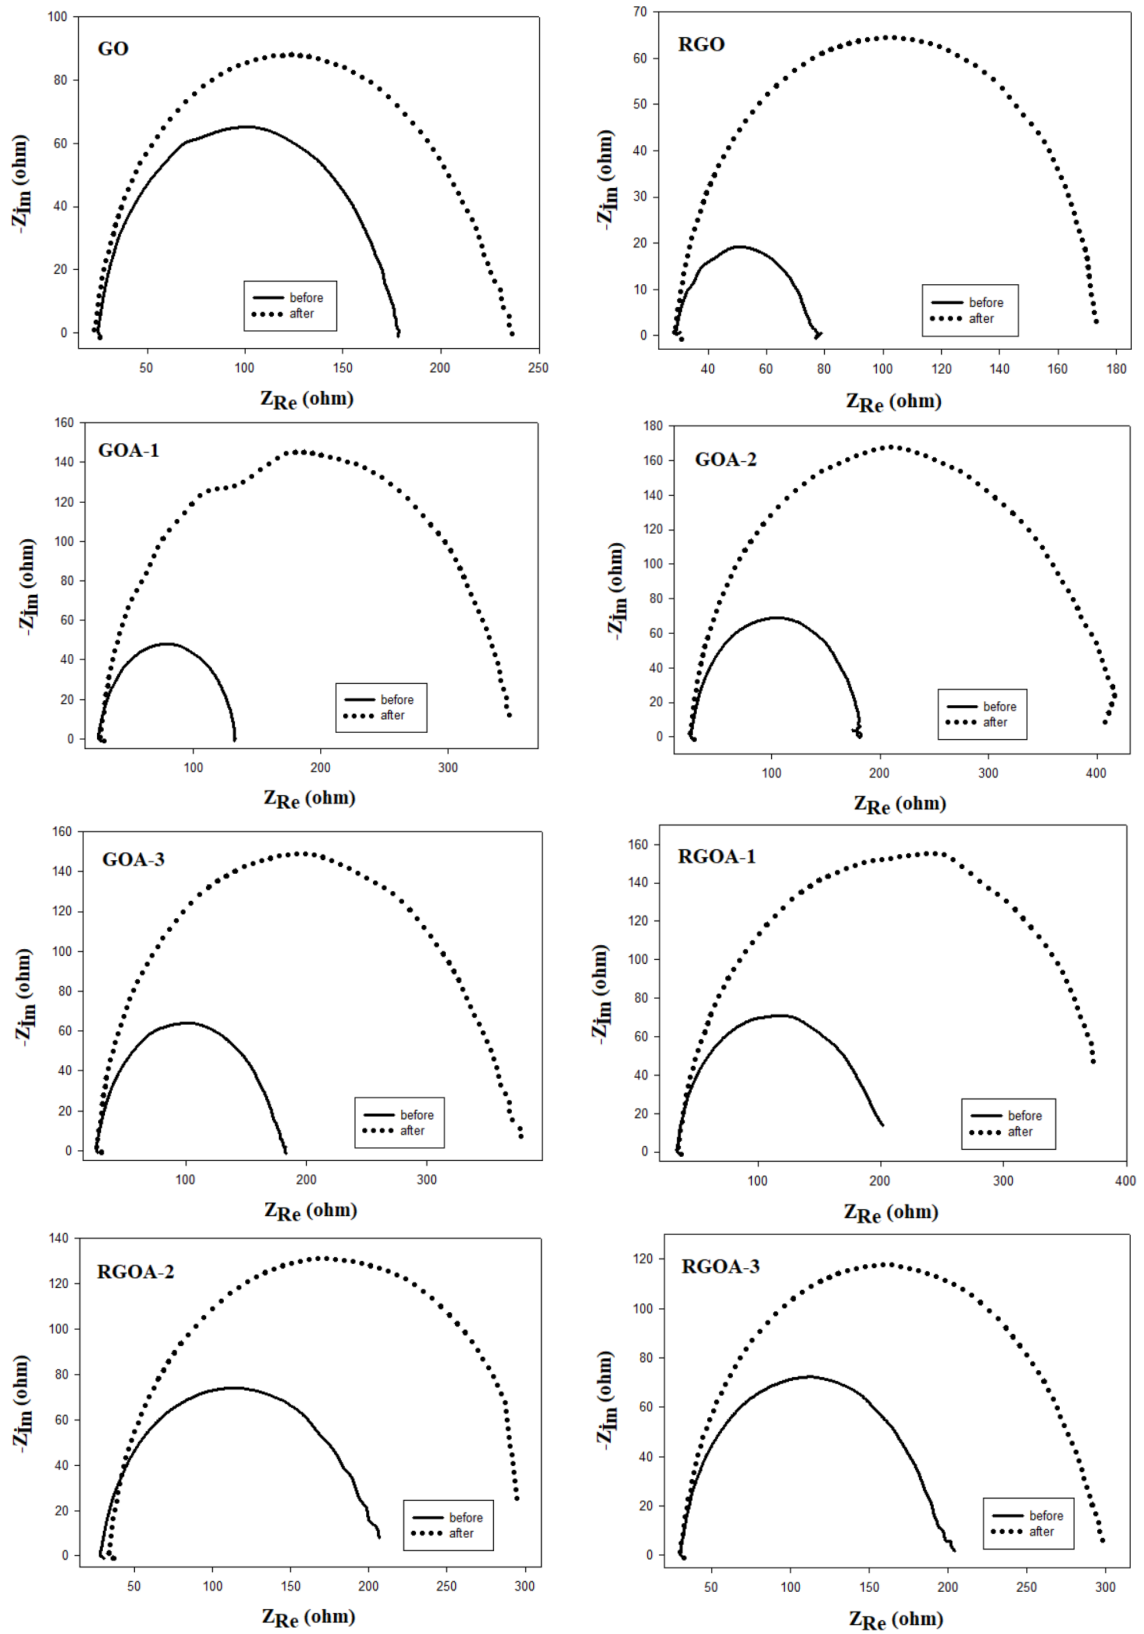 GO
100
80
60
40
20
0
-Zim (ohm)
before
after
50 100 150 200 250
ZRe (ohm)
RGO
70
60
50
40
30
20
10
0
-Zim (ohm)
before
after
40 60 80 100 120 140 160 180
ZRe (ohm)
GOA-1
160
140
120
100
80
60
40
20
0
-Zim (ohm)
before
after
100 200 300
ZRe (ohm)
GOA-2
180
160
140
120
100
80
60
40
20
0
-Zim (ohm)
before
after
100 200 300 400
ZRe (ohm)
GOA-3
160
140
120
100
80
60
40
20
0
-Zim (ohm)
before
after
100 200 300
ZRe (ohm)
RGOA-1
160
140
120
100
80
60
40
20
0
-Zim (ohm)
before
after
100 200 300 400
ZRe (ohm)
RGOA-2
140
120
100
80
60
40
20
0
-Zim (ohm)
before
after
50 100 150 200 250 300
ZRe (ohm)
RGOA-3
120
100
80
60
40
20
0
-Zim (ohm)
before
after
50 100 150 200 250 300
ZRe (ohm)